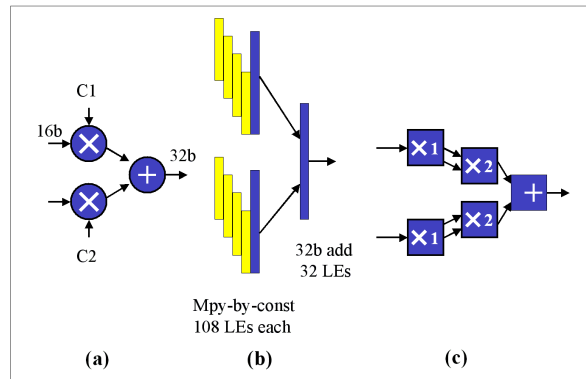 C1
16b
×
32b
+
×
C2
×1
×2
+
×1
×2
32b add
32 LEs
Mpy-by-const
108 LEs each
(a)
(b)
(c)